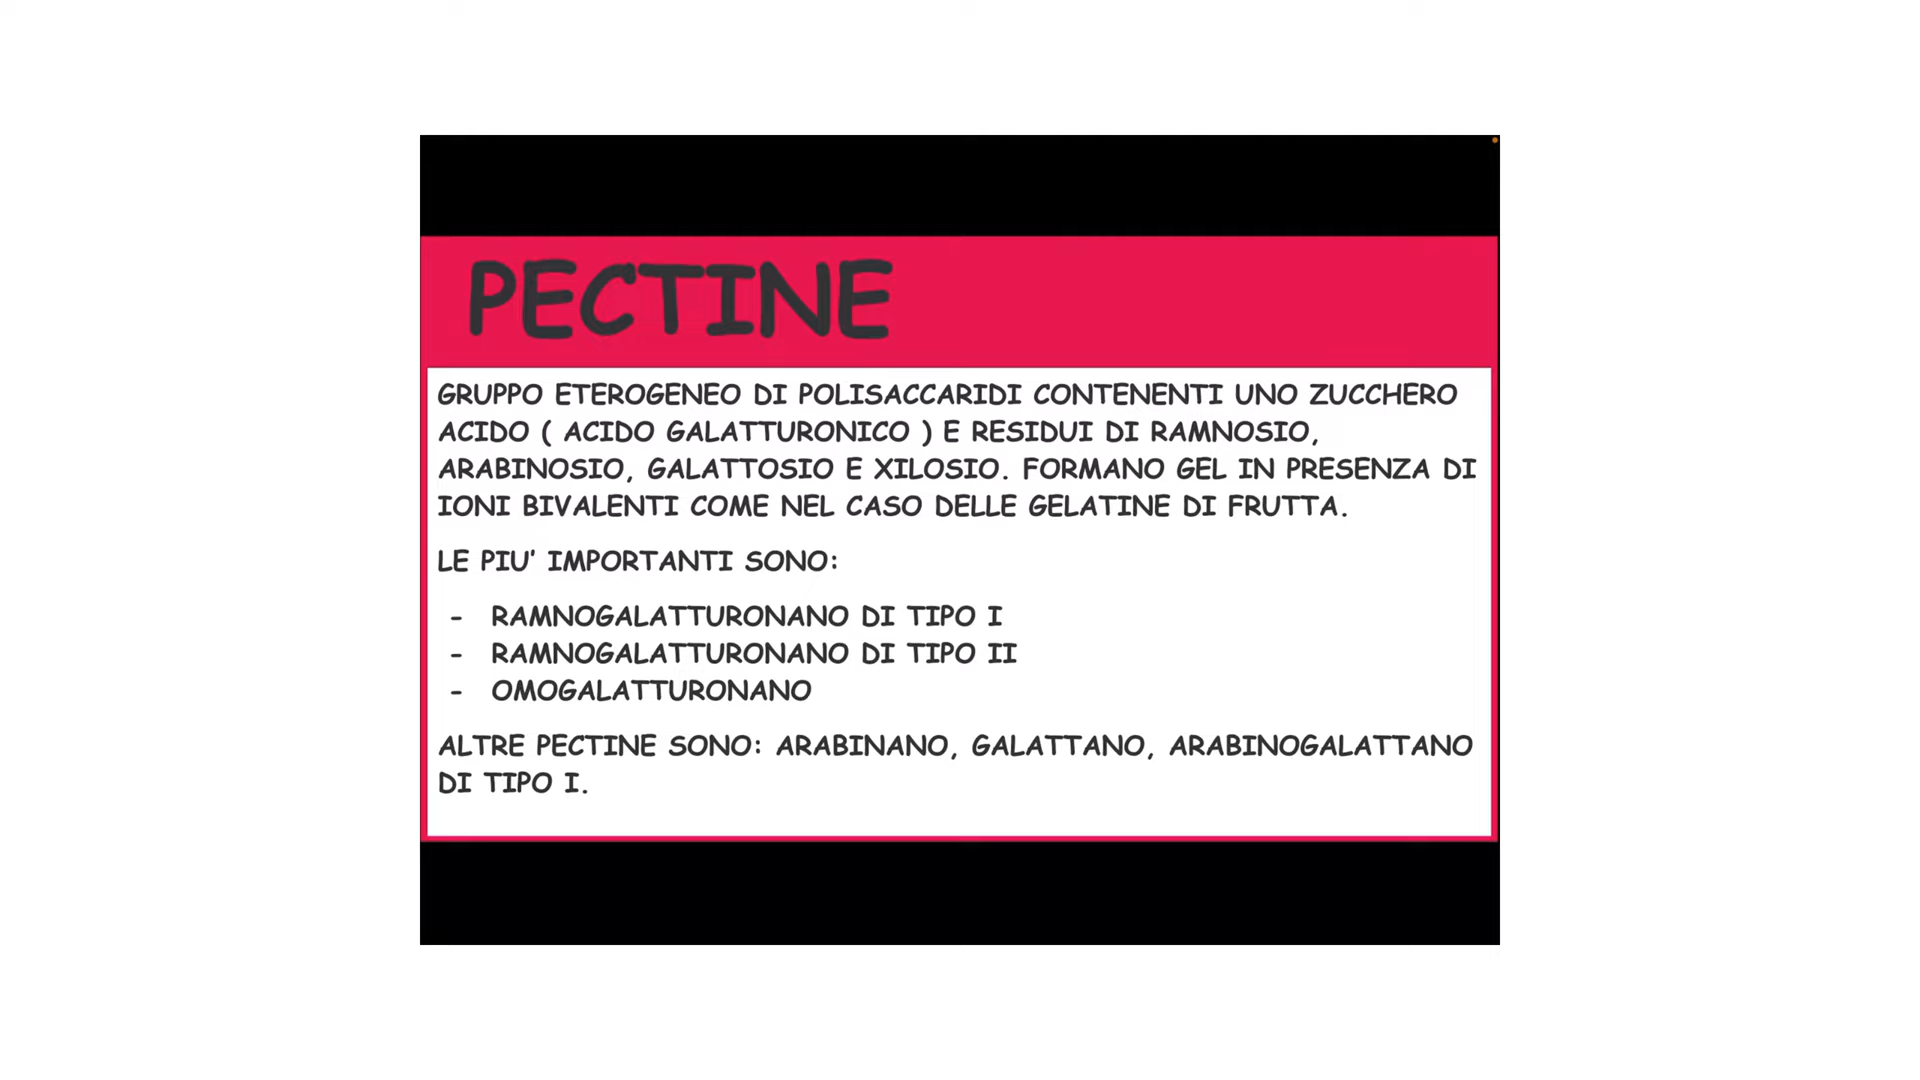 PECTINE
GRUPPO ETEROGENEO DI POLISACCARIDI CONTENENTI UNO ZUCCHERO
ACIDO ( ACIDO GALATTURONICO ) E RESIDUI DI RAMNOSIO,
ARABINOSIO, GALATTOSIO E XILOSIO. FORMANO GEL IN PRESENZA DI
IONI BIVALENTI COME NEL CASO DELLE GELATINE DI FRUTTA.
LE PIU' IMPORTANTI SONO:
- RAMNOGALATTURONANO DI TIPO I
- RAMNOGALATTURONANO DI TIPO II
- OMOGALATTURONANO
ALTRE PECTINE SONO: ARABINANO, GALATTANO, ARABINOGALATTANO
DI TIPO I.